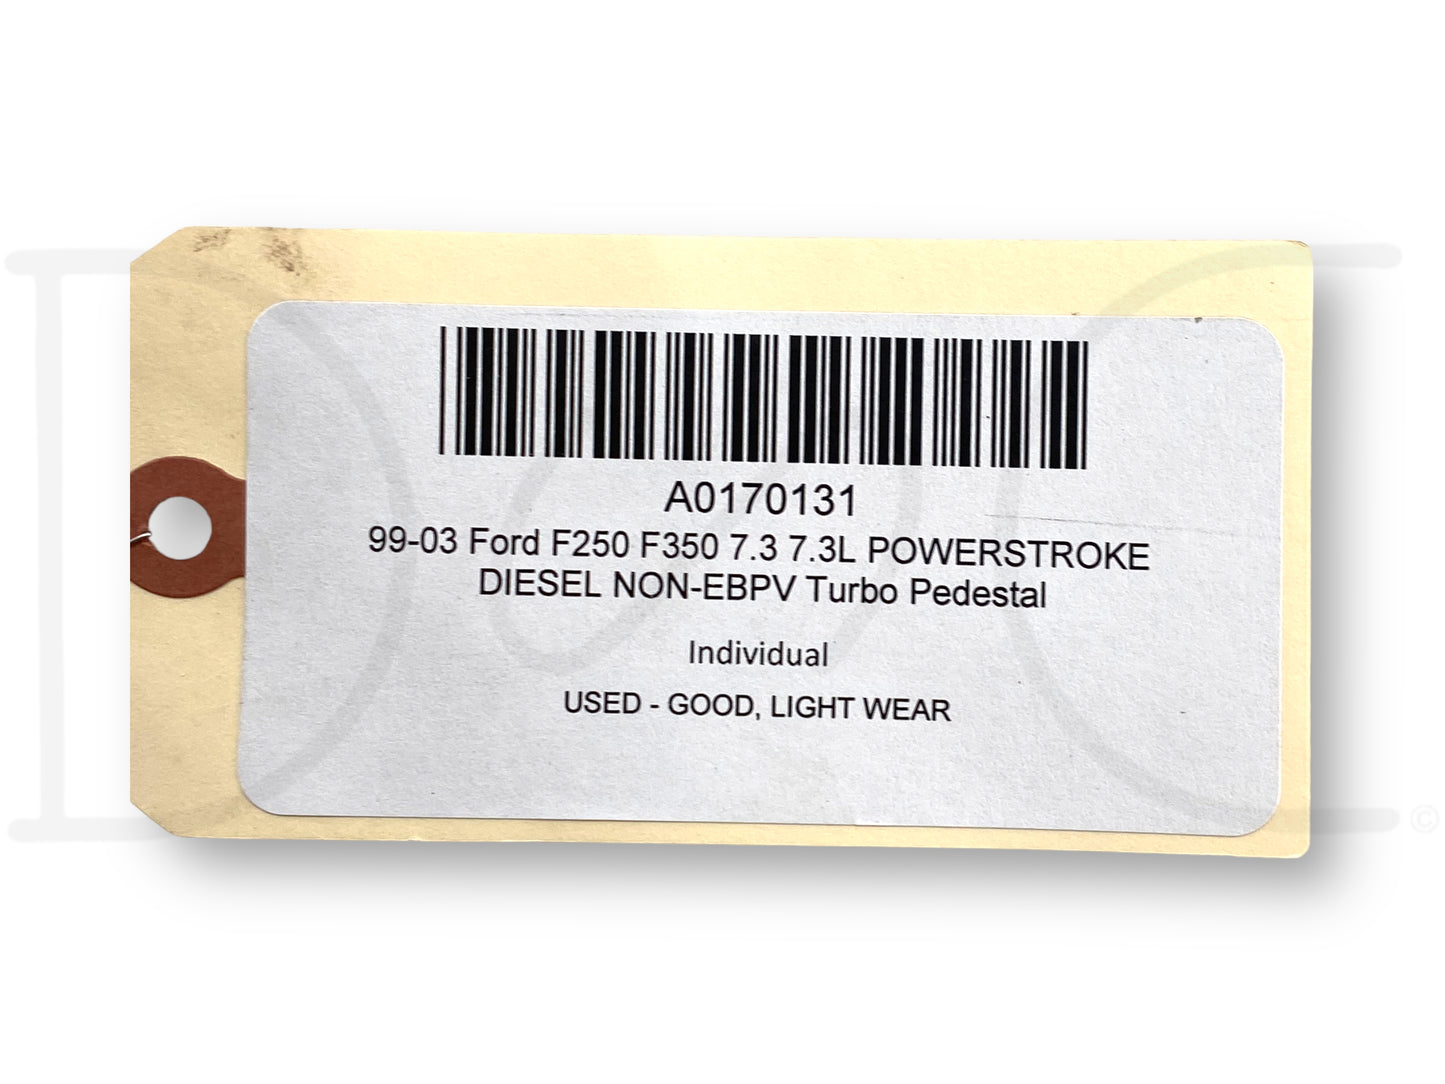 A0170131
99-03 Ford F250 F350 7.3 7.3L POWERSTROKE
DIESEL NON-EBPV Turbo Pedestal
Individual
USED - GOOD, LIGHT WEAR
©